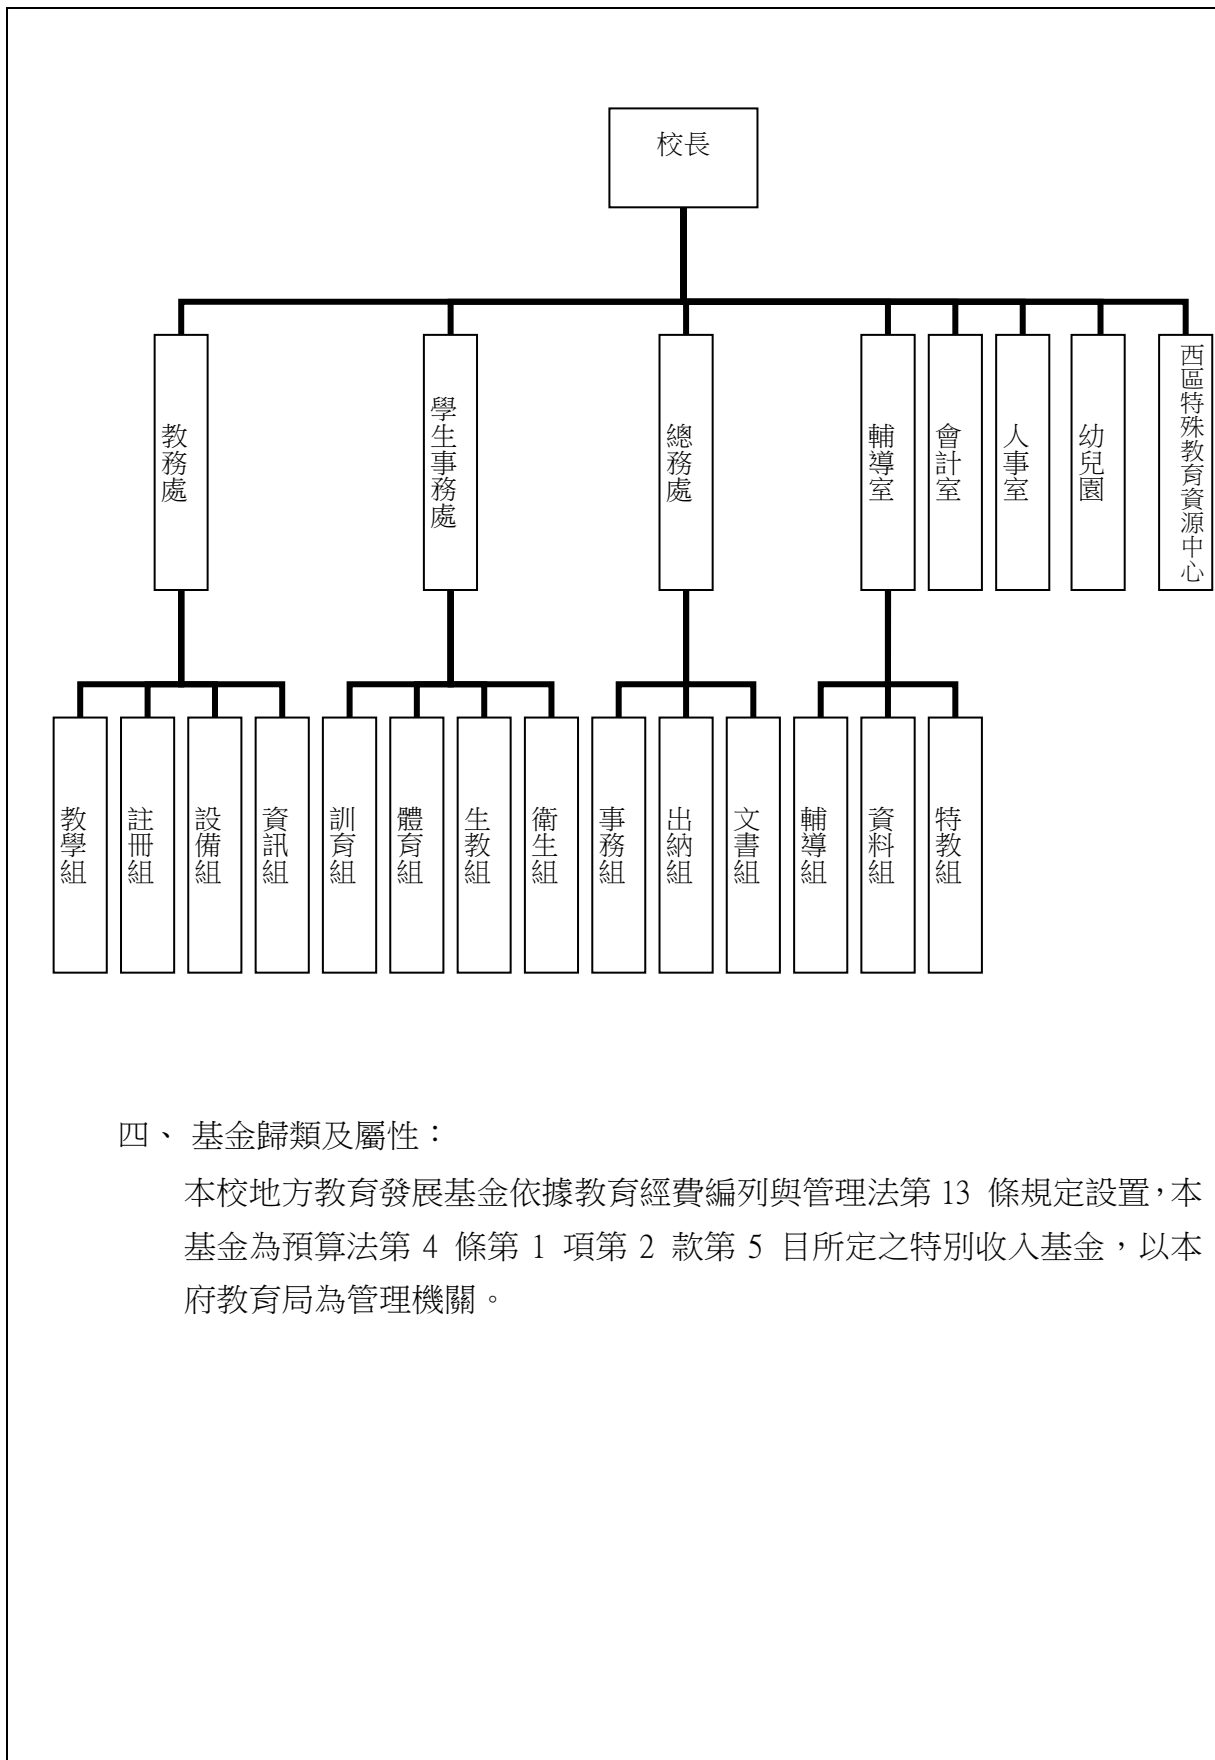 校長
教務處
學生事務處
總務處
輔導室
會計室
人事室
幼兒園
西區特殊教育資源中心
教學組
註冊組
設備組
資訊組
訓育組
體育組
生教組
衛生組
事務組
出納組
文書組
輔導組
資料組
特教組
四、 基金歸類及屬性：
本校地方教育發展基金依據教育經費編列與管理法第 13 條規定設置，本
基金為預算法第 4 條第 1 項第 2 款第 5 目所定之特別收入基金，以本
府教育局為管理機關。